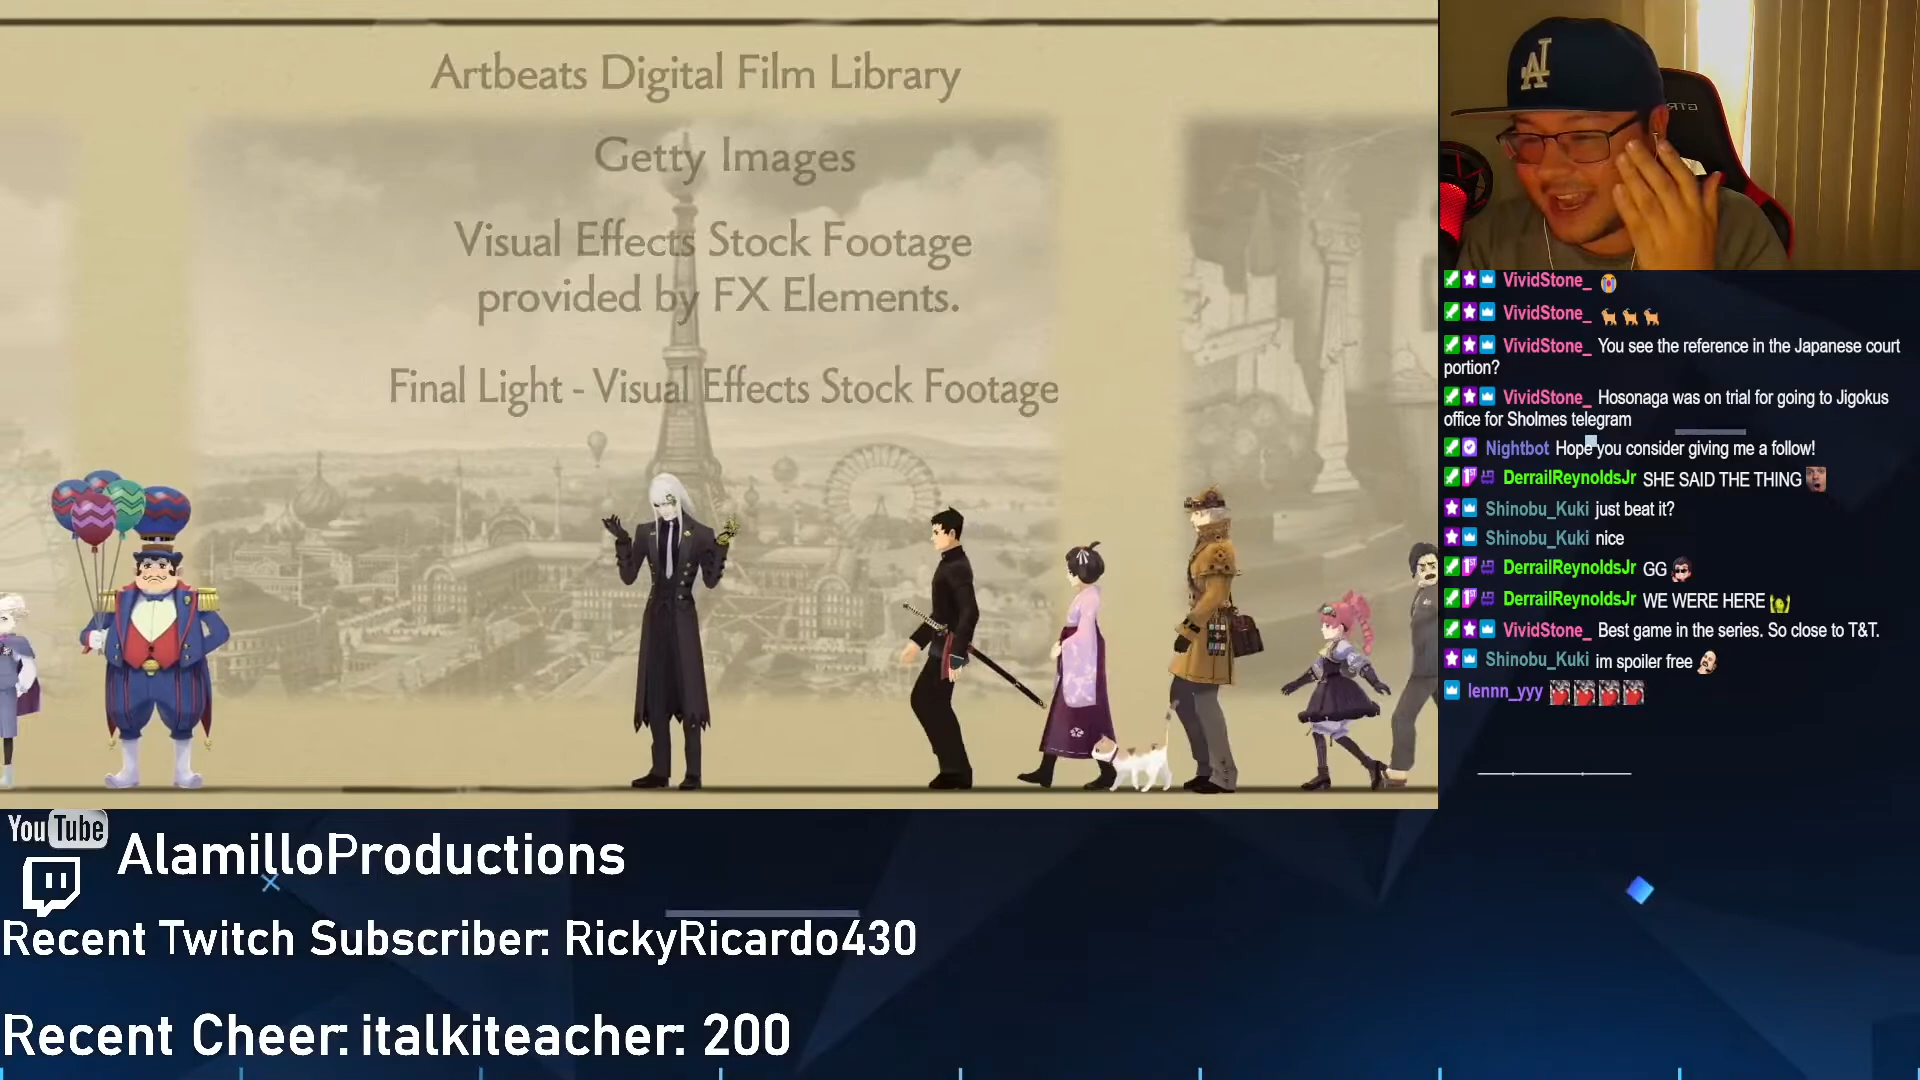 Artbeats Digital Film Library
Getty Images
Visual Effects Stock Footage
provided by FX Elements.
Final Light - Visual Effects Stock Footage
GTR
LA
VividStone_
VividStone_
VividStone_ You see the reference in the Japanese court
portion?
VividStone_ Hosonaga was on trial for going to Jigokus
office for Sholmes telegram
Nightbot Hope you consider giving me a follow!
DerrailReynoldsJr SHE SAID THE THING
Shinobu_Kuki just beat it?
Shinobu_Kuki nice
DerrailReynoldsJr GG
DerrailReynoldsJr WE WERE HERE
VividStone_ Best game in the series. So close to T&T.
Shinobu_Kuki im spoiler free
lennn_yyy
YouTube
AlamilloProductions
Recent Twitch Subscriber: RickyRicardo430
Recent Cheer: italkiteacher: 200